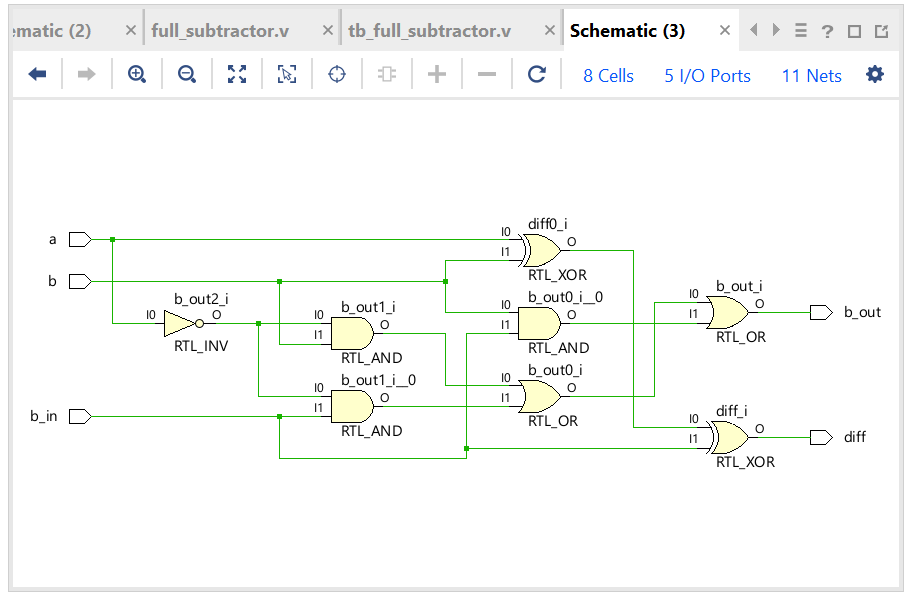 ematic (2) × full_subtractor.v × tb_full_subtractor.v × Schematic (3) × ?
8 Cells 5 I/O Ports 11 Nets
diff0_i
a I0 O
I1
b RTL_XOR
b_out2_i b_out1_i b_out0_i__0 b_out_i
I0 O I0 O I0 O I0 O b_out
I1 I1 I1
RTL_INV RTL_AND RTL_AND RTL_OR
b_out1_i__0 b_out0_i
I0 O I0 O
b_in I1 I1
RTL_AND RTL_OR
diff_i
I0 O diff
I1
RTL_XOR